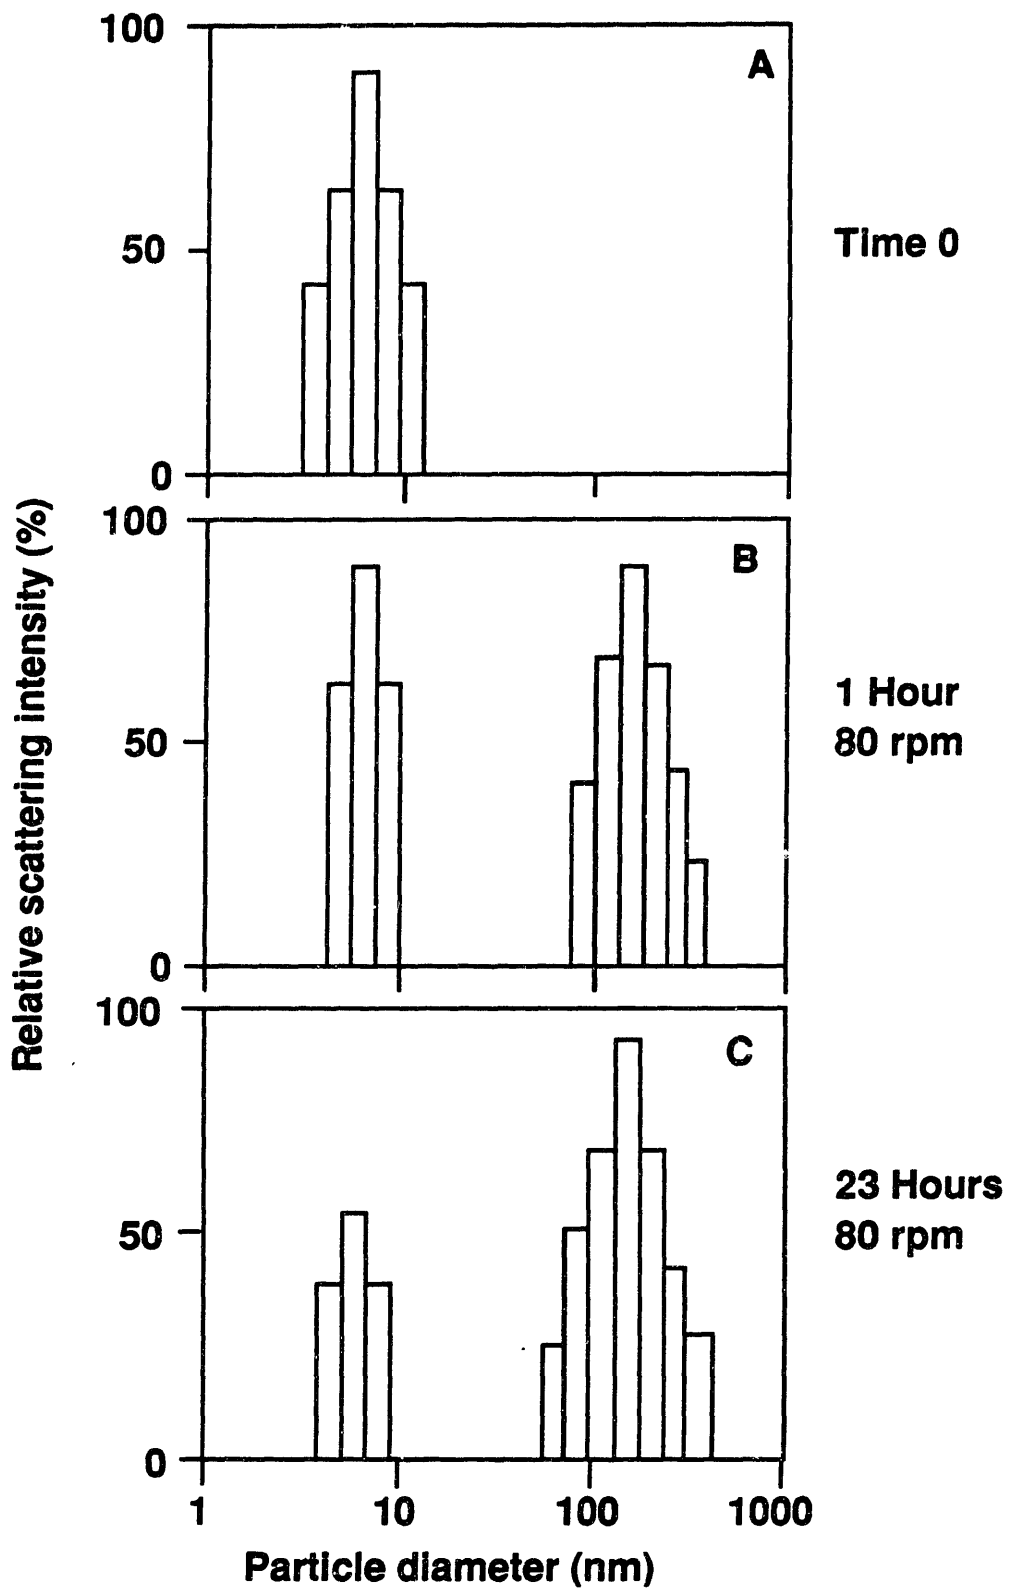 100
A
50
Time 0
0
100
B
1 Hour
80 rpm
50
0
Relative scattering intensity (%)
100
C
23 Hours
80 rpm
50
0
1 10 100 1000
Particle diameter (nm)